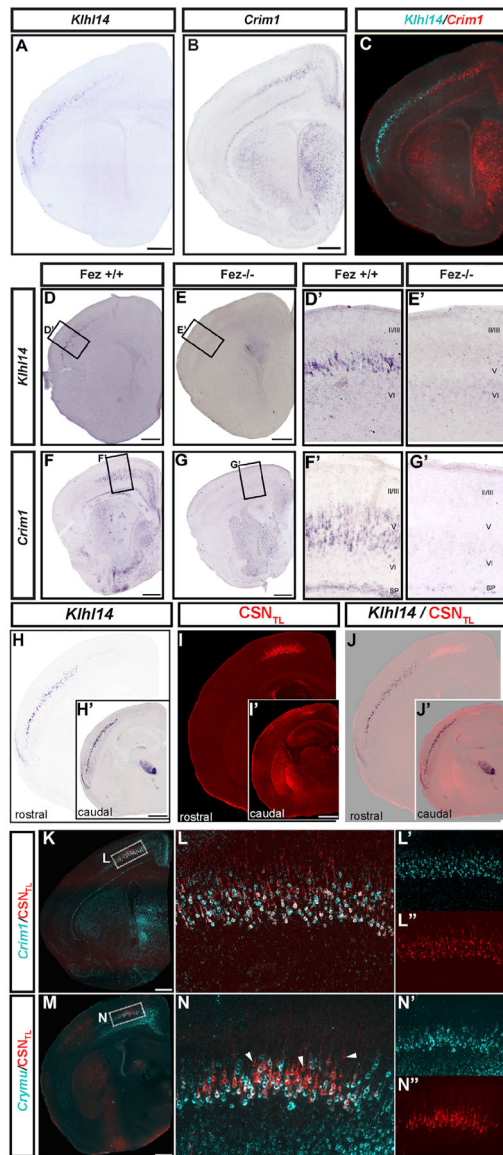 Klhl14
Crim1
Klhl14/Crim1
A
B
C
Fez +/+
Fez-/-
Fez +/+
Fez-/-
Klhl14
D
D'
E
E'
D'
I/III
V
VI
E'
II/III
V
VI
Crim1
F
F'
G
G'
F'
II/III
V
VI
SP
G'
II/III
V
VI
SP
Klhl14
CSNTL
Klhl14 / CSNTL
H
H'
rostral
caudal
I
I'
rostral
caudal
J
J'
rostral
caudal
Crim1/CSNTL
K
L
L
L'
L"
Crymu/CSNTL
M
N
N
N'
N"